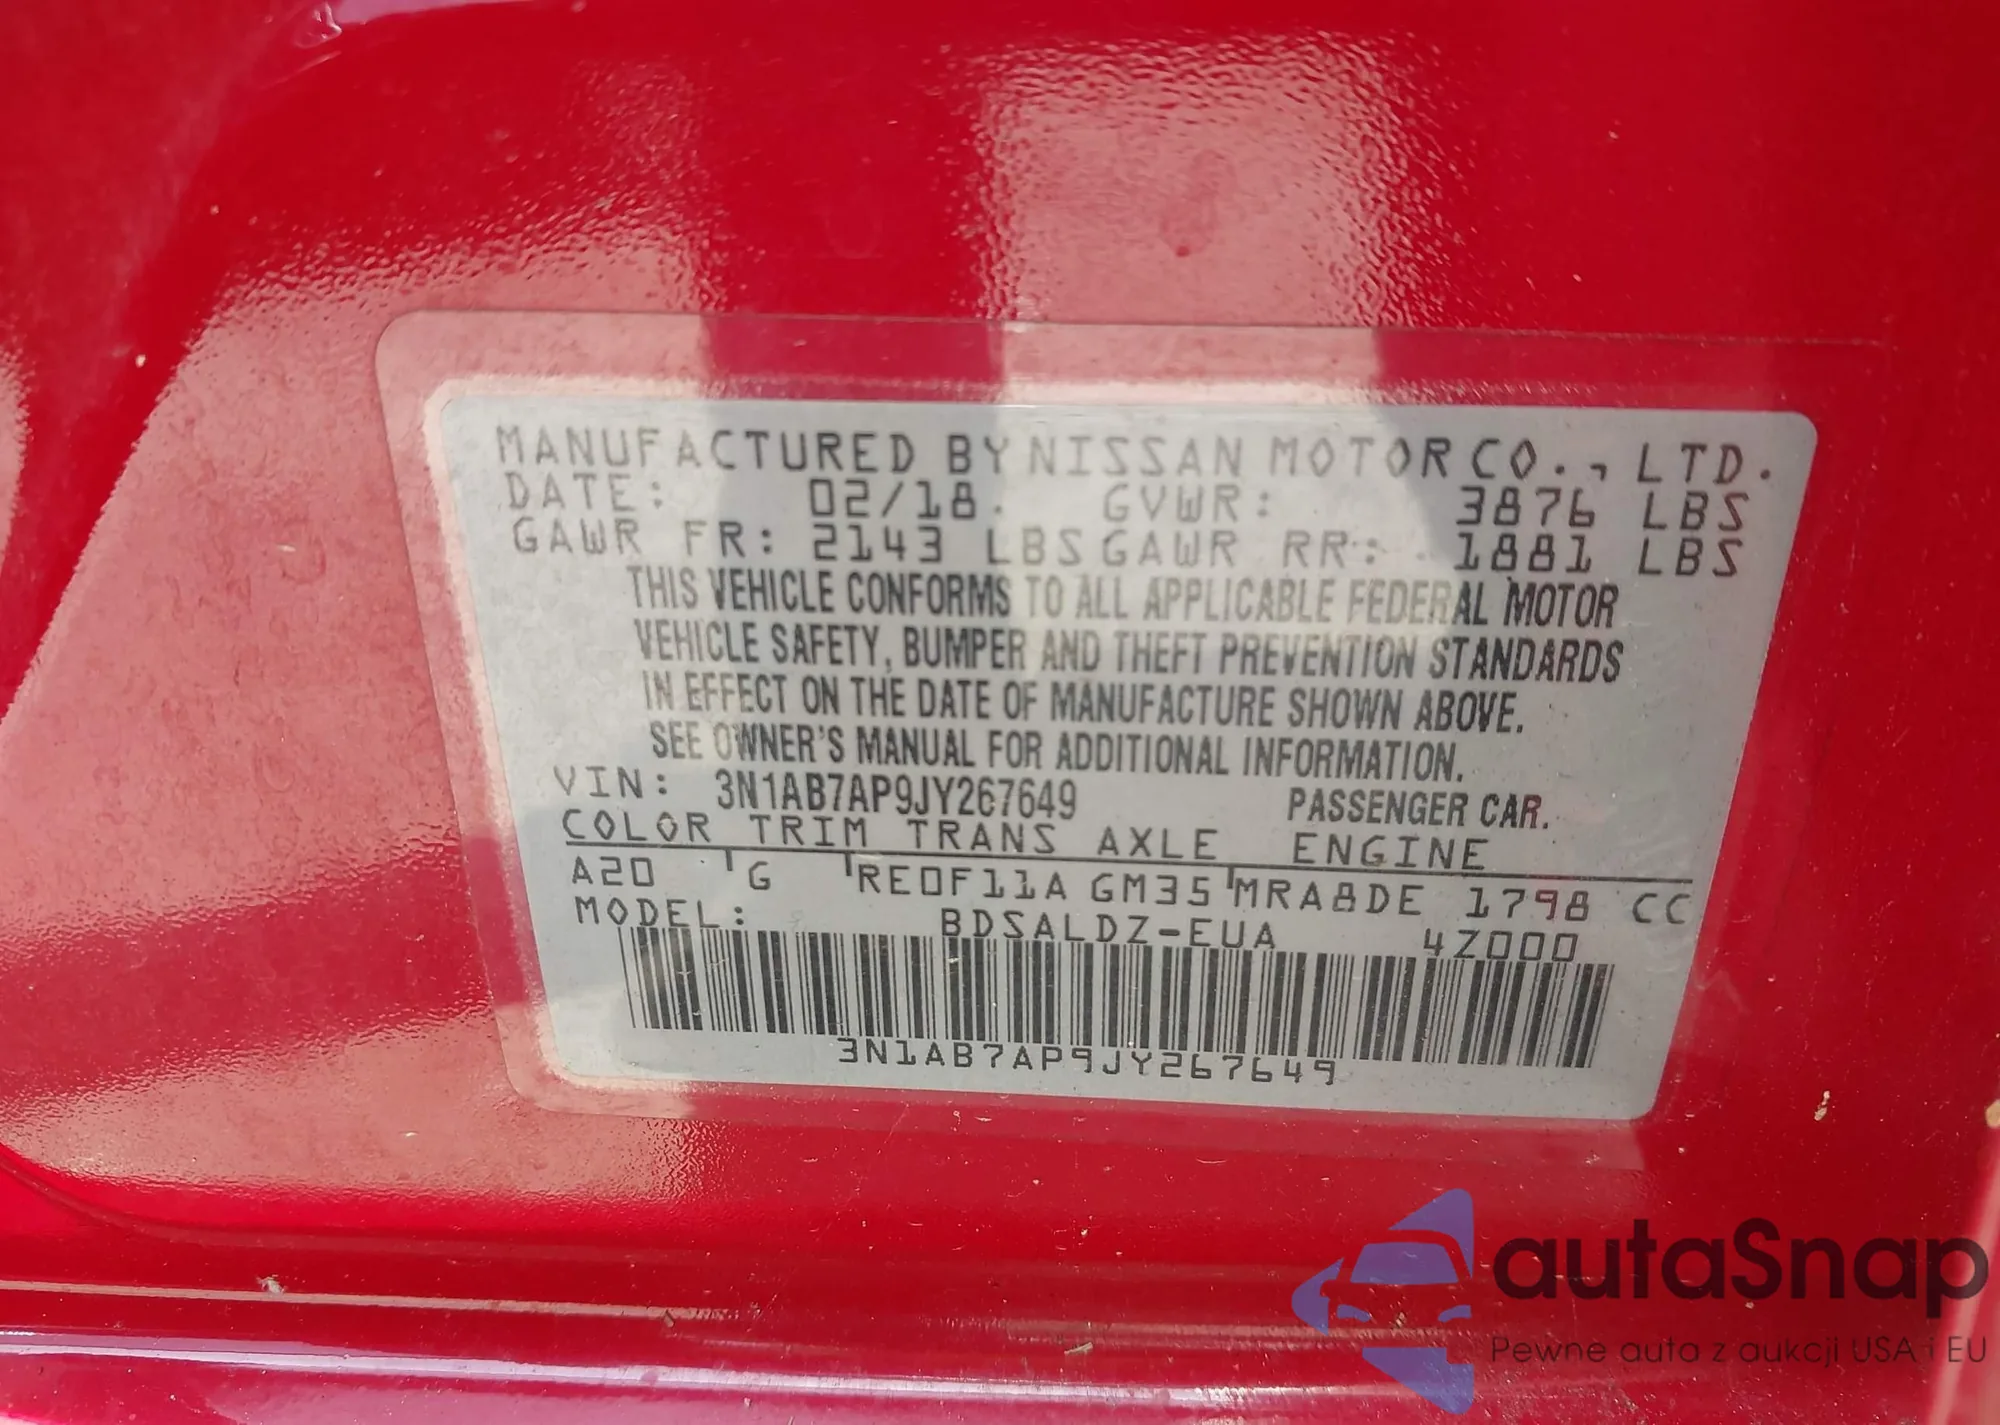 MANUFACTURED BY NISSAN MOTOR CO., LTD.
DATE: 02/18. GVWR: 3876 LBS
GAWR FR: 2143 LBS GAWR RR: 1881 LBS
THIS VEHICLE CONFORMS TO ALL APPLICABLE FEDERAL MOTOR
VEHICLE SAFETY, BUMPER AND THEFT PREVENTION STANDARDS
IN EFFECT ON THE DATE OF MANUFACTURE SHOWN ABOVE.
SEE OWNER'S MANUAL FOR ADDITIONAL INFORMATION.
VIN: 3N1AB7AP9JY267649 PASSENGER CAR.
COLOR TRIM TRANS AXLE ENGINE
A20 G RE0F11A GM35 MRA8DE 1798 CC
MODEL: BDSALDZ-EUA 4Z000
3N1AB7AP9JY267649
autaSnap
Pewne auta z aukcji USA i EU